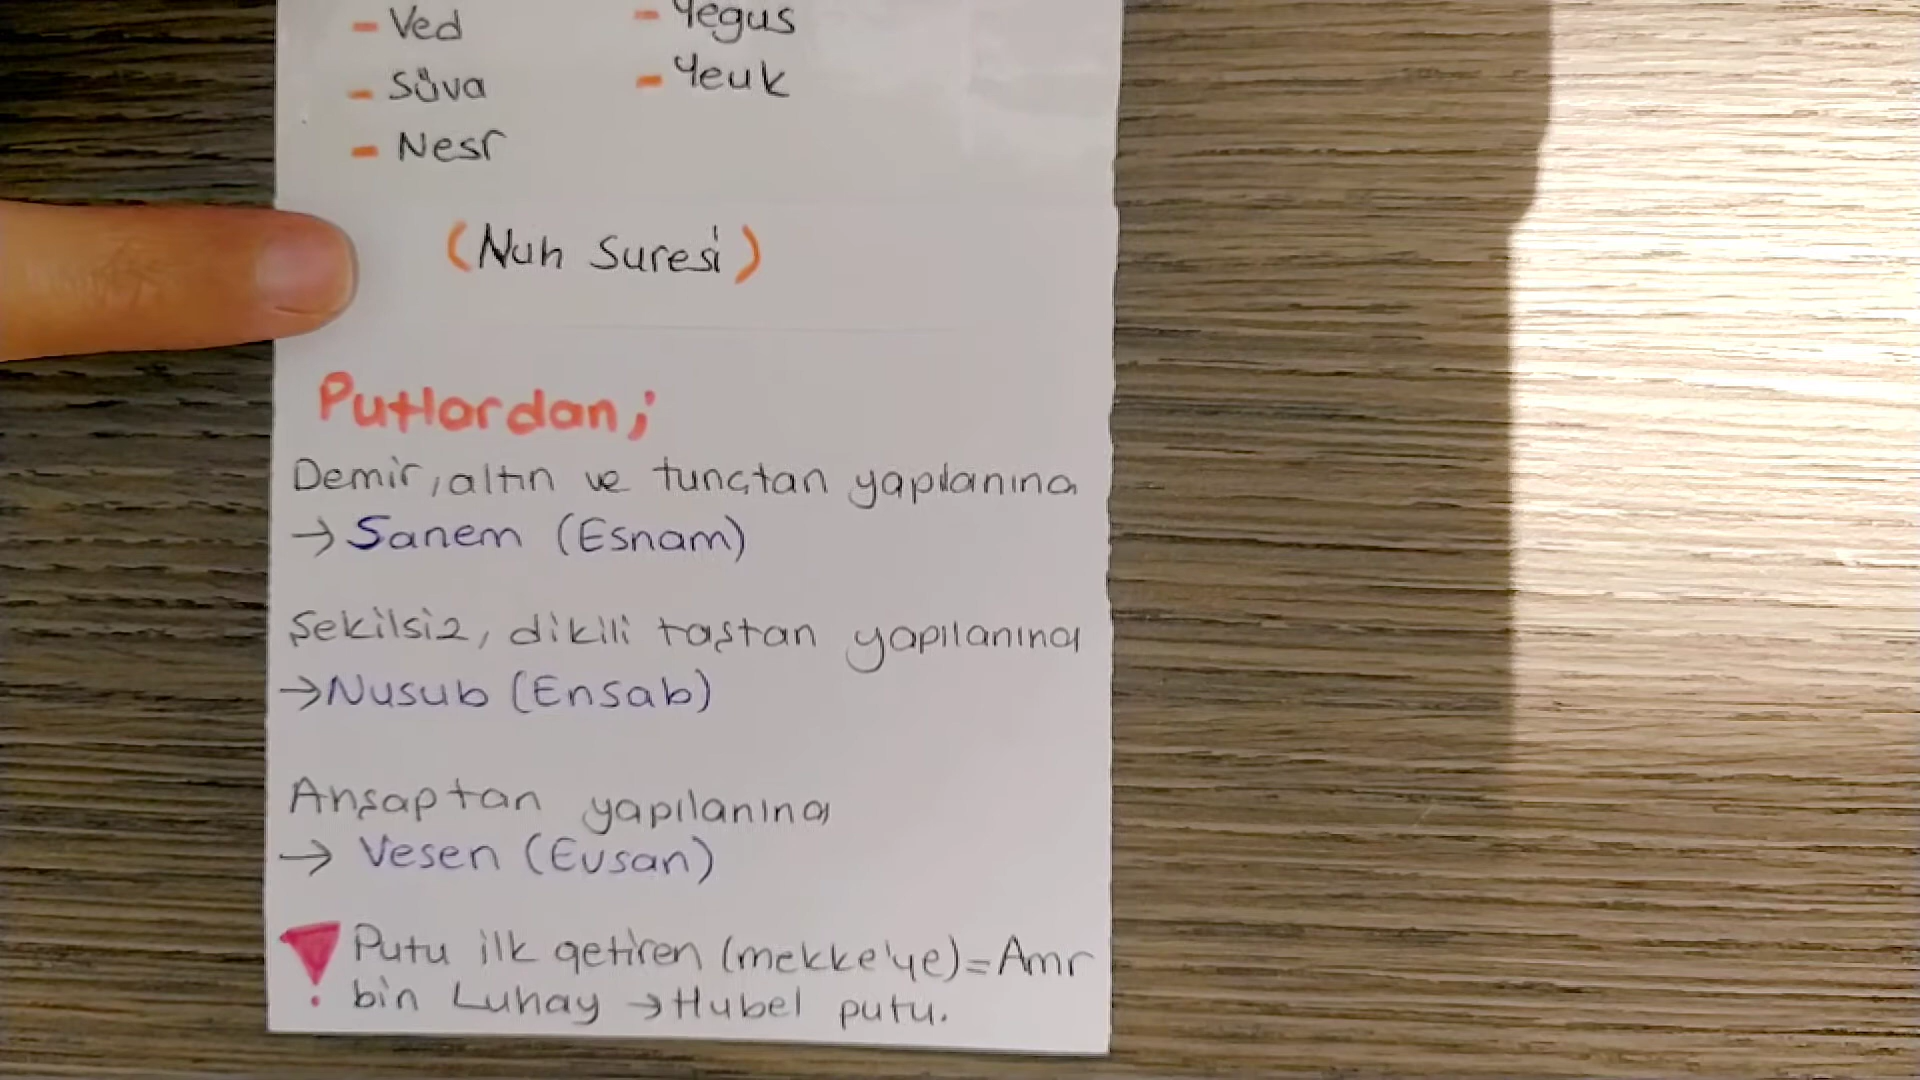 - Ved - Yegus
- Süva - Yeuk
- Nesr
(Nuh Suresi)
Putlardan;
Demir, altın ve tunçtan yapılanına
→ Sanem (Esnam)
Şekilsiz, dikili taştan yapılanına
→ Nusub (Ensab)
Ahşaptan yapılanına
→ Vesen (Evsan)
! Putu ilk getiren (mekke'ye) = Amr
bin Luhay → Hubel putu.